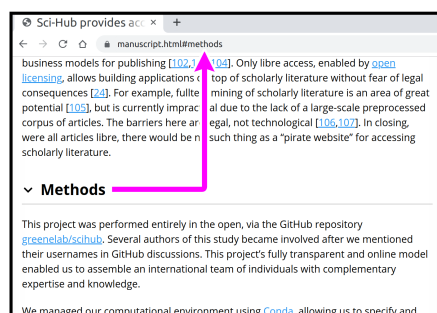 Sci-Hub provides acc × +
manuscript.html#methods
business models for publishing [102,1 104]. Only libre access, enabled by open
licensing, allows building applications top of scholarly literature without fear of legal
consequences [24]. For example, fullte mining of scholarly literature is an area of great
potential [105], but is currently imprac al due to the lack of a large-scale preprocessed
corpus of articles. The barriers here ar egal, not technological [106,107]. In closing,
were all articles libre, there would be n such thing as a “pirate website” for accessing
scholarly literature.
Methods
This project was performed entirely in the open, via the GitHub repository
greenelab/scihub. Several authors of this study became involved after we mentioned
their usernames in GitHub discussions. This project’s fully transparent and online model
enabled us to assemble an international team of individuals with complementary
expertise and knowledge.
We managed our computational environment using Conda, allowing us to specify and